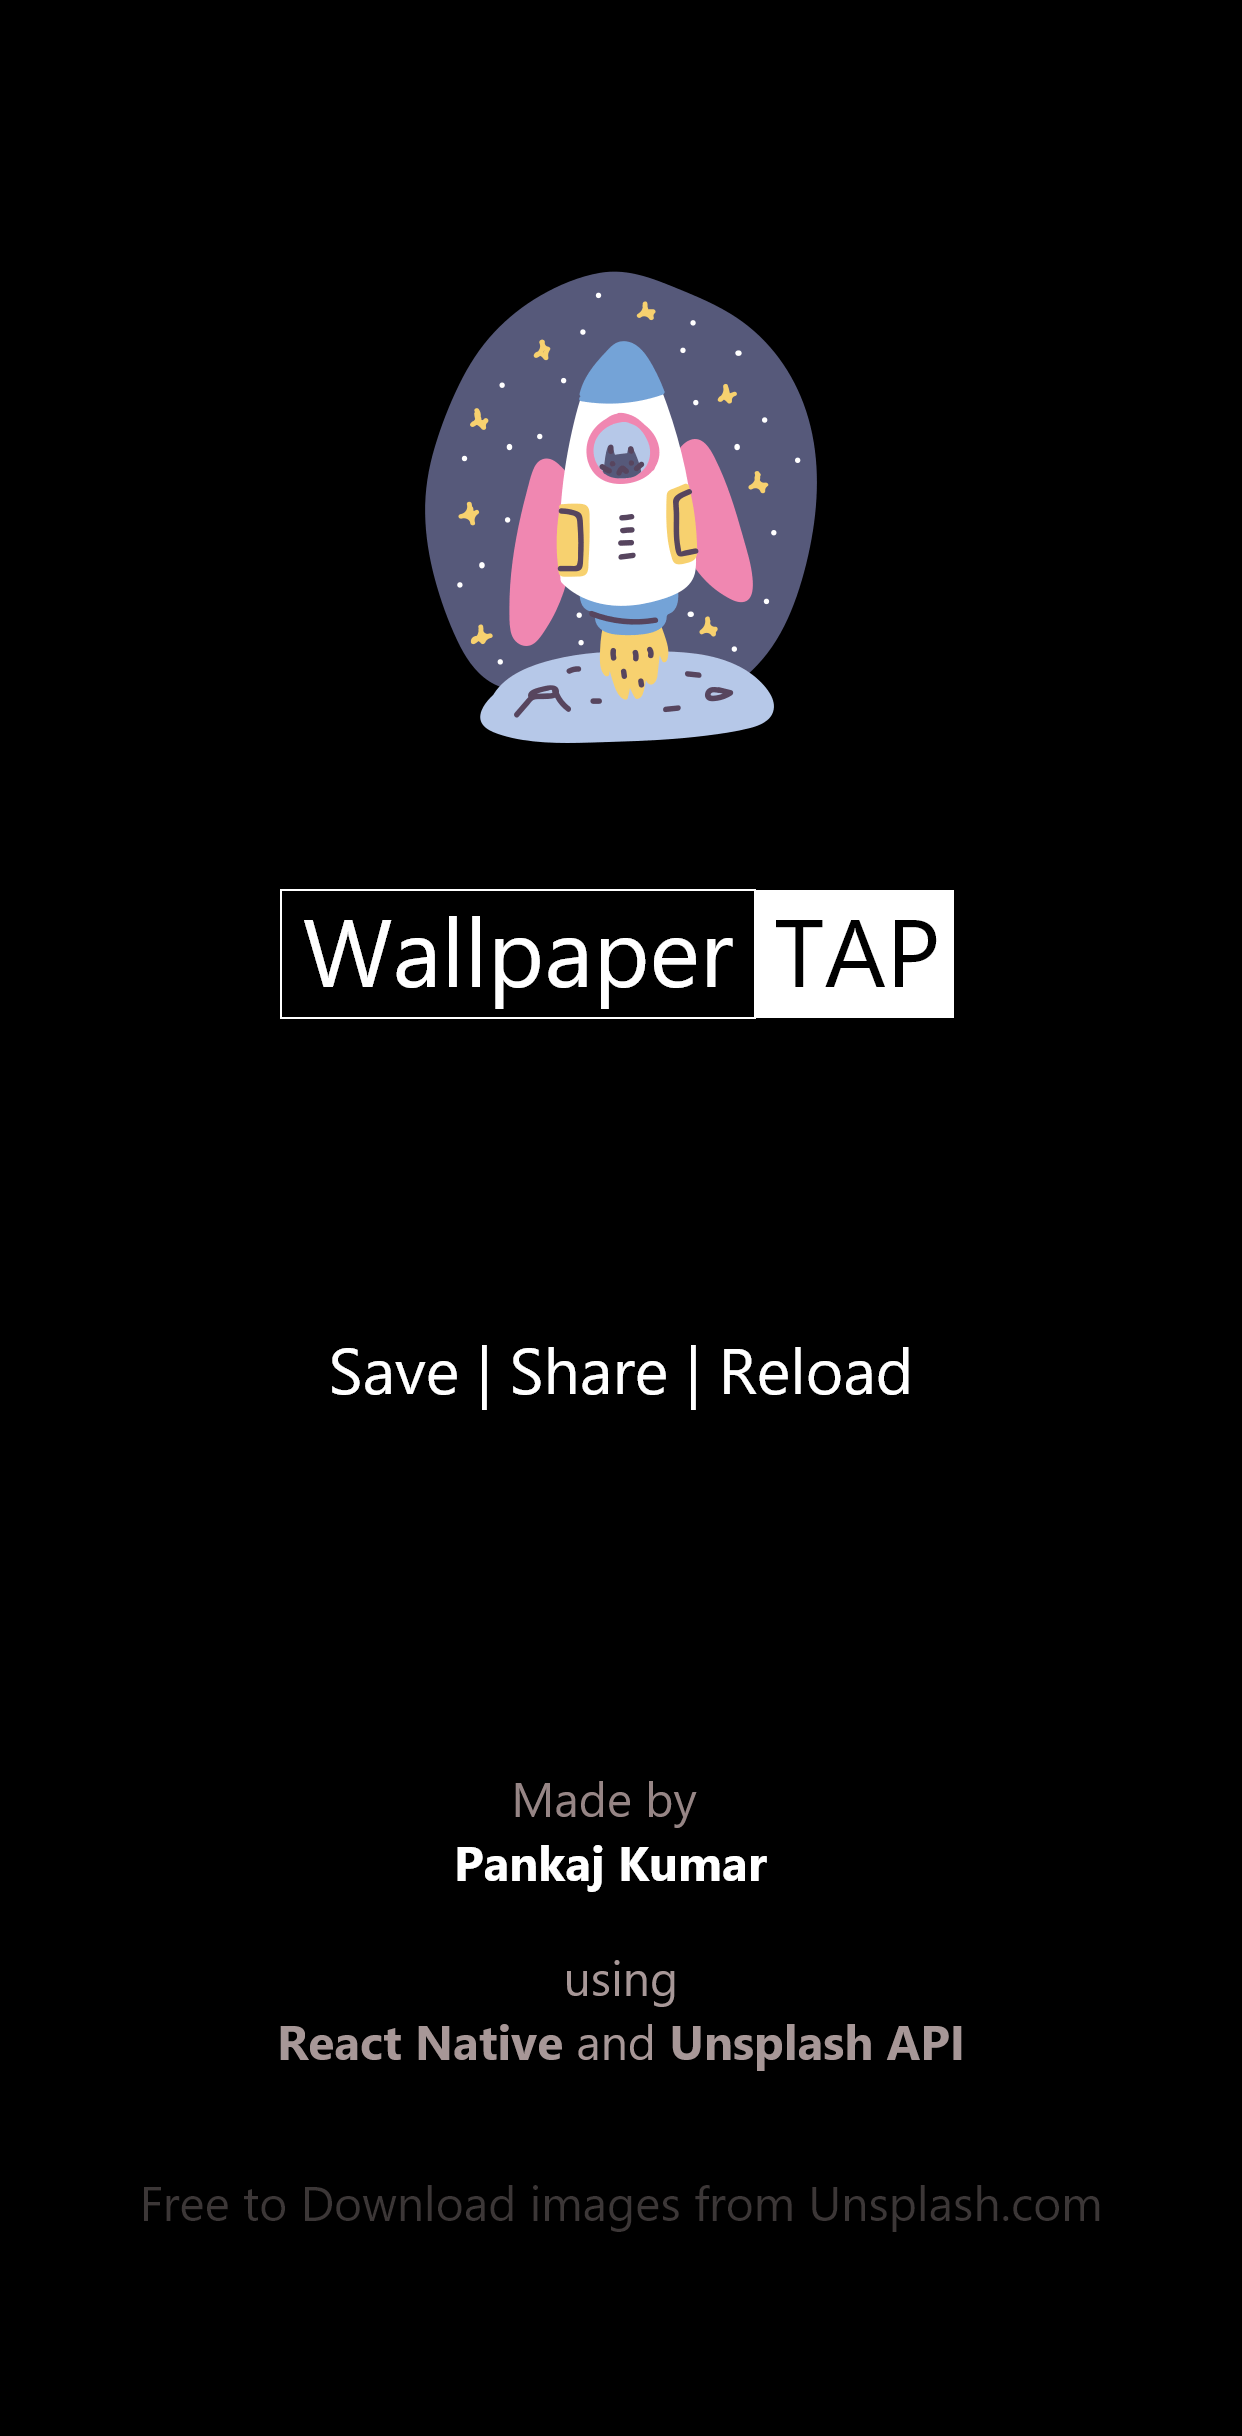 Wallpaper TAP
Save | Share | Reload
Made by
Pankaj Kumar
using
React Native and Unsplash API
Free to Download images from Unsplash.com